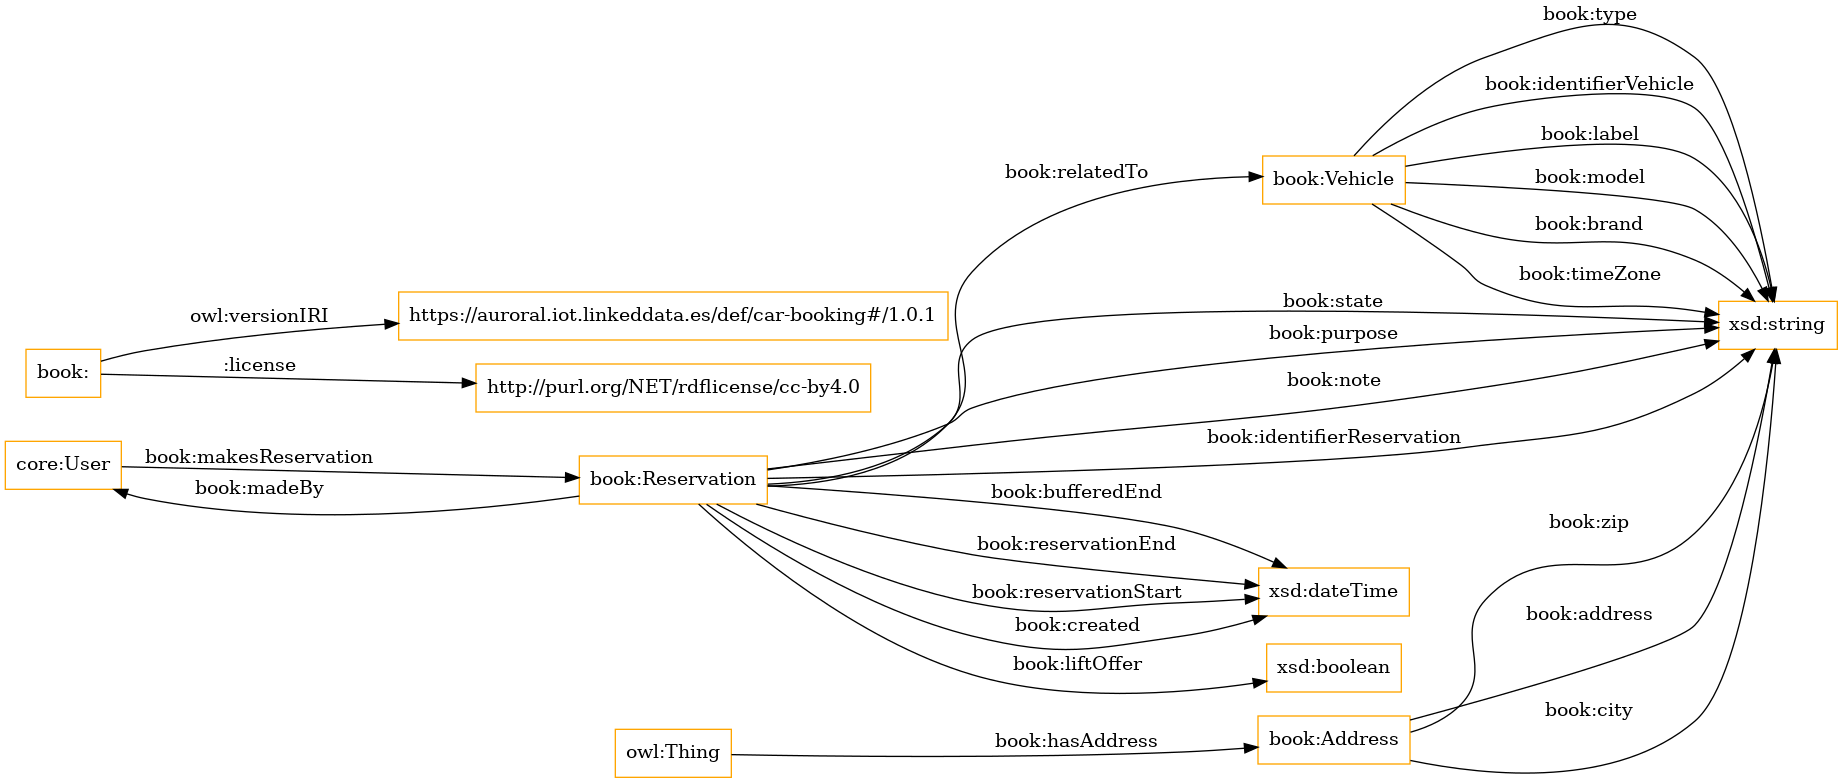 book:type
book:identifierVehicle
book:label
book:relatedTo
book:Vehicle
book:model
book:brand
book:timeZone
owl:versionIRI
https://auroral.iot.linkeddata.es/def/car-booking#/1.0.1
book:state
xsd:string
book:purpose
book:
:license
http://purl.org/NET/rdflicense/cc-by4.0
book:note
book:identifierReservation
core:User
book:makesReservation
book:madeBy
book:Reservation
book:bufferedEnd
book:zip
book:reservationEnd
book:reservationStart
xsd:dateTime
book:created
book:address
book:liftOffer
xsd:boolean
book:city
owl:Thing
book:hasAddress
book:Address